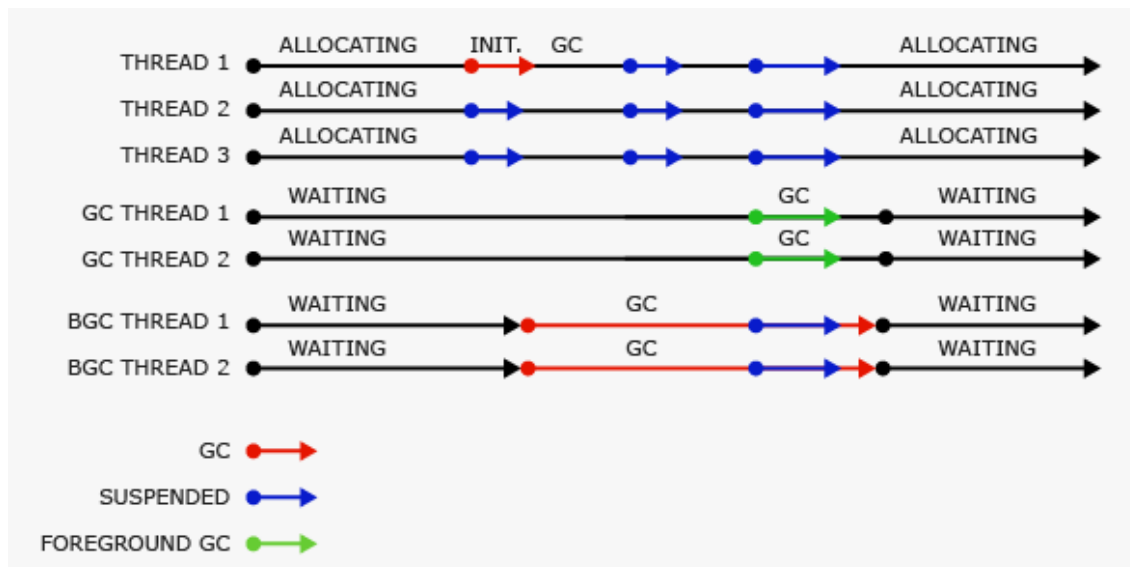 ALLOCATING INIT. GC ALLOCATING
THREAD 1
ALLOCATING ALLOCATING
THREAD 2
ALLOCATING ALLOCATING
THREAD 3
WAITING GC WAITING
GC THREAD 1
WAITING GC WAITING
GC THREAD 2
WAITING GC WAITING
BGC THREAD 1
WAITING GC WAITING
BGC THREAD 2
GC
SUSPENDED
FOREGROUND GC